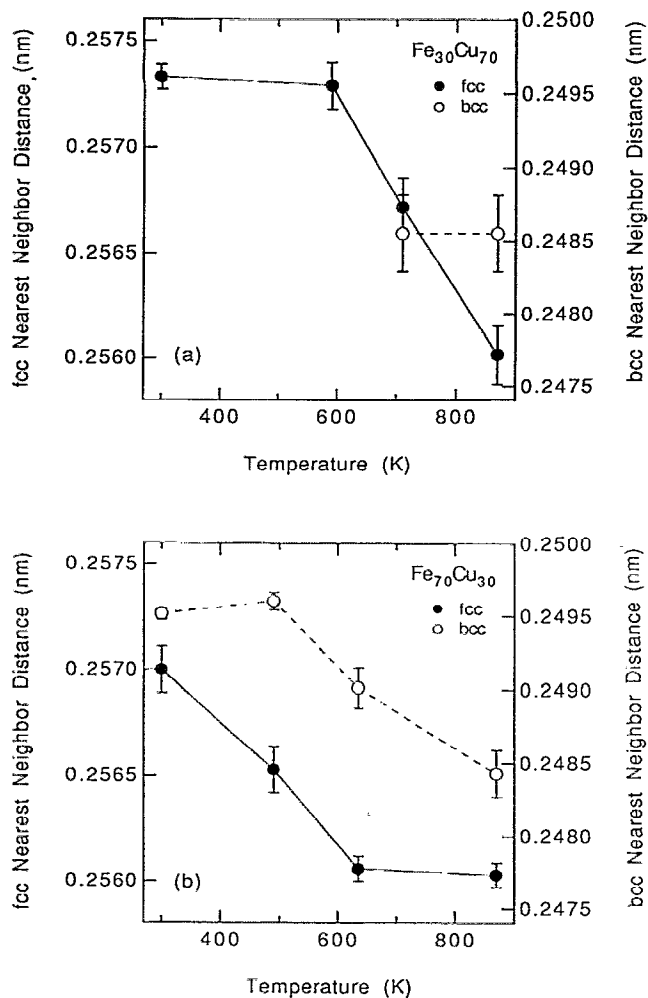 0.2575
0.2570
0.2565
0.2560
fcc Nearest Neighbor Distance, (nm)
Fe30Cu70
fcc
bcc
(a)
0.2500
0.2495
0.2490
0.2485
0.2480
0.2475
bcc Nearest Neighbor Distance (nm)
400 600 800
Temperature (K)
0.2575
0.2570
0.2565
0.2560
fcc Nearest Neighbor Distance (nm)
Fe70Cu30
fcc
bcc
(b)
0.2500
0.2495
0.2490
0.2485
0.2480
0.2475
bcc Nearest Neighbor Distance (nm)
400 600 800
Temperature (K)